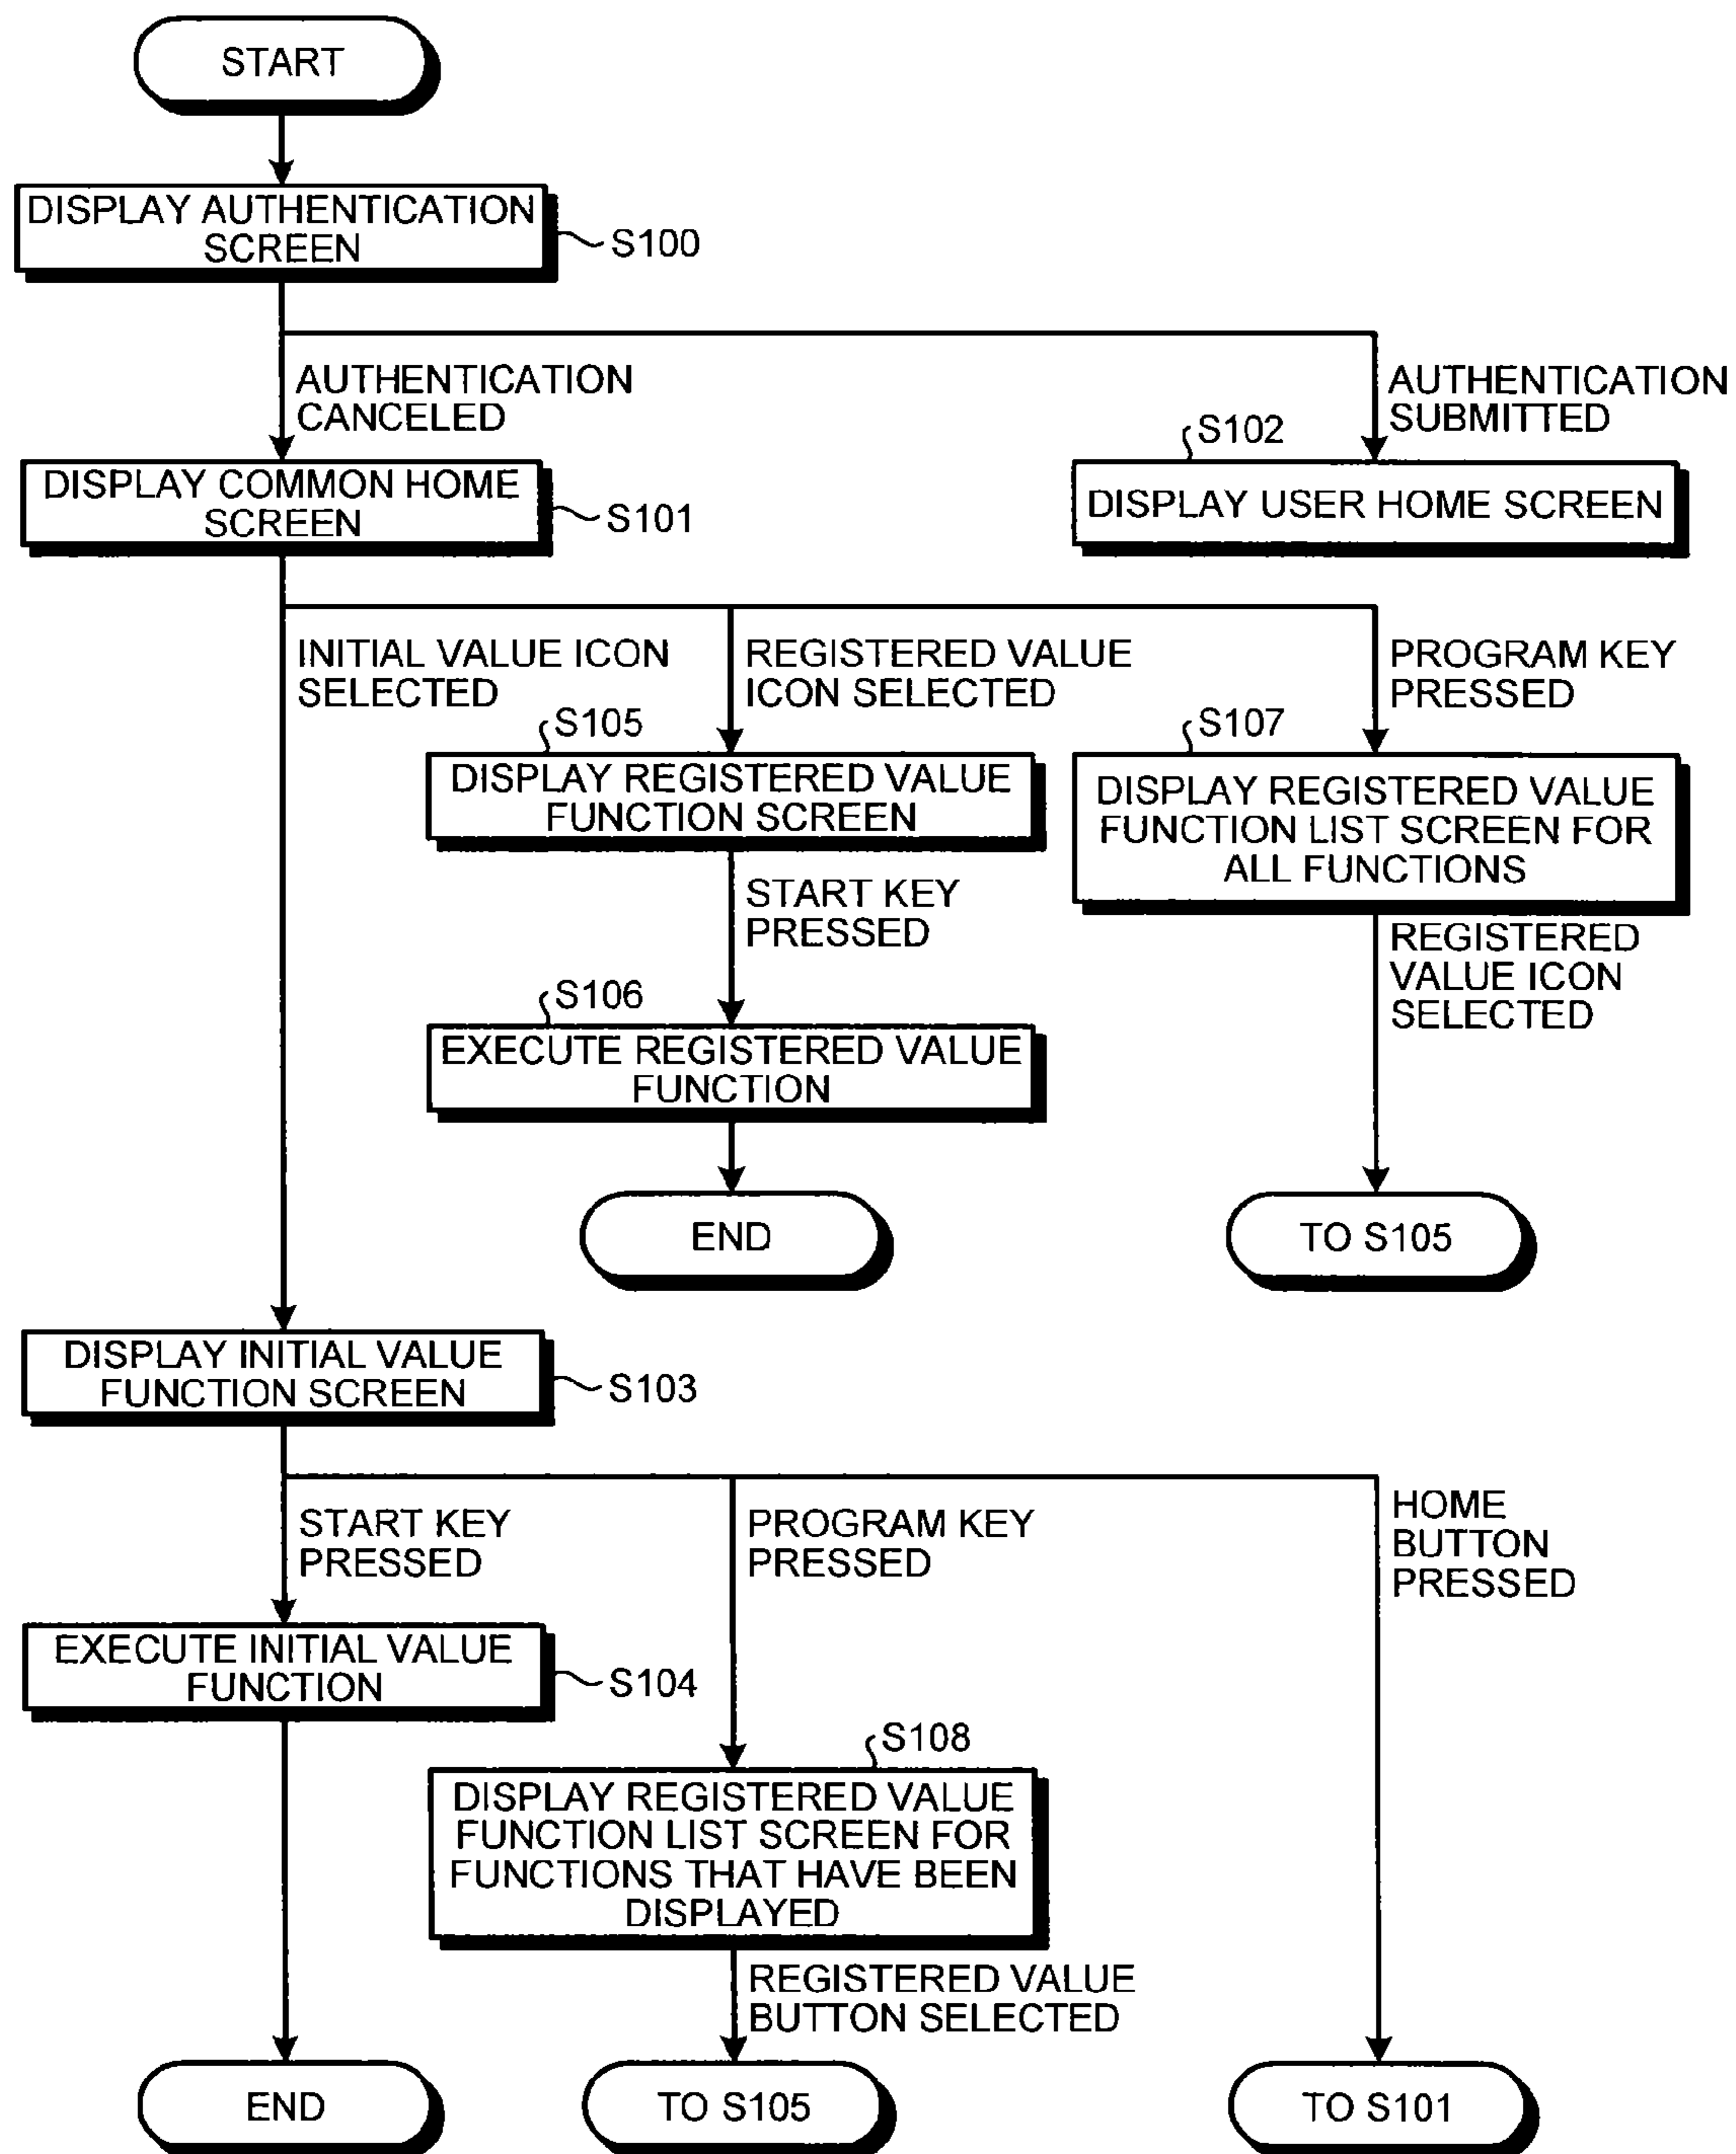 START
DISPLAY AUTHENTICATION
SCREEN
S100
AUTHENTICATION
CANCELED
AUTHENTICATION
SUBMITTED
DISPLAY COMMON HOME
SCREEN
S101
S102
DISPLAY USER HOME SCREEN
INITIAL VALUE ICON
SELECTED
REGISTERED VALUE
ICON SELECTED
PROGRAM KEY
PRESSED
S105
DISPLAY REGISTERED VALUE
FUNCTION SCREEN
S107
DISPLAY REGISTERED VALUE
FUNCTION LIST SCREEN FOR
ALL FUNCTIONS
START KEY
PRESSED
REGISTERED
VALUE ICON
SELECTED
S106
EXECUTE REGISTERED VALUE
FUNCTION
END
TO S105
DISPLAY INITIAL VALUE
FUNCTION SCREEN
S103
START KEY
PRESSED
PROGRAM KEY
PRESSED
HOME
BUTTON
PRESSED
EXECUTE INITIAL VALUE
FUNCTION
S104
S108
DISPLAY REGISTERED VALUE
FUNCTION LIST SCREEN FOR
FUNCTIONS THAT HAVE BEEN
DISPLAYED
REGISTERED VALUE
BUTTON SELECTED
END
TO S105
TO S101